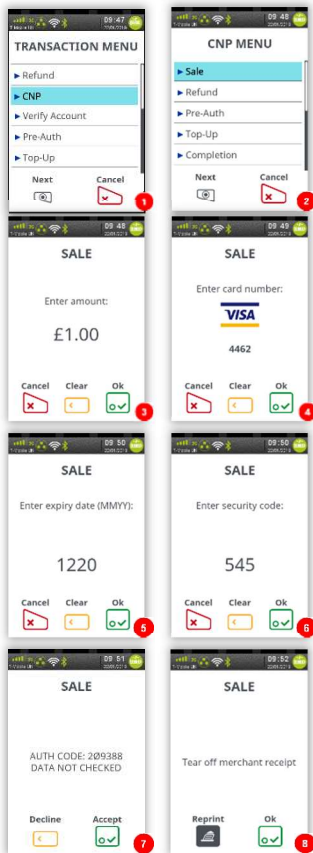 09:47
TRANSACTION MENU
Refund
CNP
Verify Account
Pre-Auth
Top-Up
Next Cancel
1
09 48
CNP MENU
Sale
Refund
Pre-Auth
Top-Up
Completion
Next Cancel
2
09 48
SALE
Enter amount:
£1.00
Cancel Clear Ok
3
09 49
SALE
Enter card number:
VISA
4462
Cancel Clear Ok
4
09 50
SALE
Enter expiry date (MMYY):
1220
Cancel Clear Ok
5
09:50
SALE
Enter security code:
545
Cancel Clear Ok
6
09 51
SALE
AUTH CODE: 209388
DATA NOT CHECKED
Decline Accept
7
09:52
SALE
Tear off merchant receipt
Reprint Ok
8